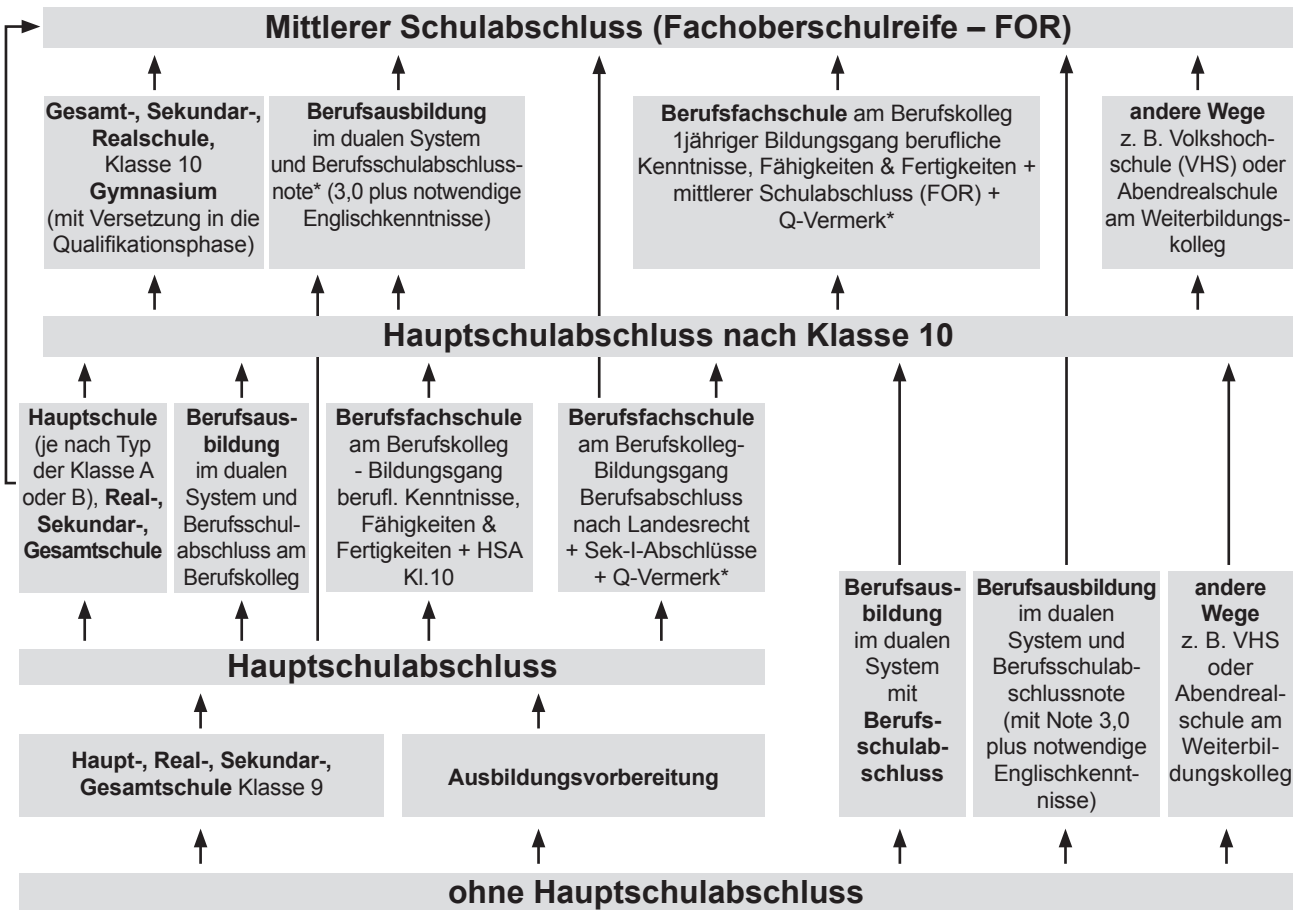 Mittlerer Schulabschluss (Fachoberschulreife – FOR)
Gesamt-, Sekundar-,
Realschule,
Klasse 10
Gymnasium
(mit Versetzung in die
Qualifikationsphase)
Berufsausbildung
im dualen System
und Berufsschulabschluss-
note* (3,0 plus notwendige
Englischkenntnisse)
Berufsfachschule am Berufskolleg
1jähriger Bildungsgang berufliche
Kenntnisse, Fähigkeiten & Fertigkeiten +
mittlerer Schulabschluss (FOR) +
Q-Vermerk*
andere Wege
z. B. Volkshoch-
schule (VHS) oder
Abendrealschule
am Weiterbildungs-
kolleg
Hauptschulabschluss nach Klasse 10
Hauptschule
(je nach Typ
der Klasse A
oder B), Real-,
Sekundar-,
Gesamtschule
Berufsaus-
bildung
im dualen
System und
Berufsschul-
abschluss am
Berufskolleg
Berufsfachschule
am Berufskolleg
- Bildungsgang
berufl. Kenntnisse,
Fähigkeiten &
Fertigkeiten + HSA
Kl.10
Berufsfachschule
am Berufskolleg-
Bildungsgang
Berufsabschluss
nach Landesrecht
+ Sek-I-Abschlüsse
+ Q-Vermerk*
Berufsaus-
bildung
im dualen
System
mit
Berufs-
schulab-
schluss
Berufsausbildung
im dualen
System und
Berufsschulab-
schlussnote
(mit Note 3,0
plus notwendige
Englischkennt-
nisse)
andere
Wege
z. B. VHS
oder
Abendreal-
schule am
Weiterbil-
dungskolleg
Hauptschulabschluss
Haupt-, Real-, Sekundar-,
Gesamtschule Klasse 9
Ausbildungsvorbereitung
ohne Hauptschulabschluss